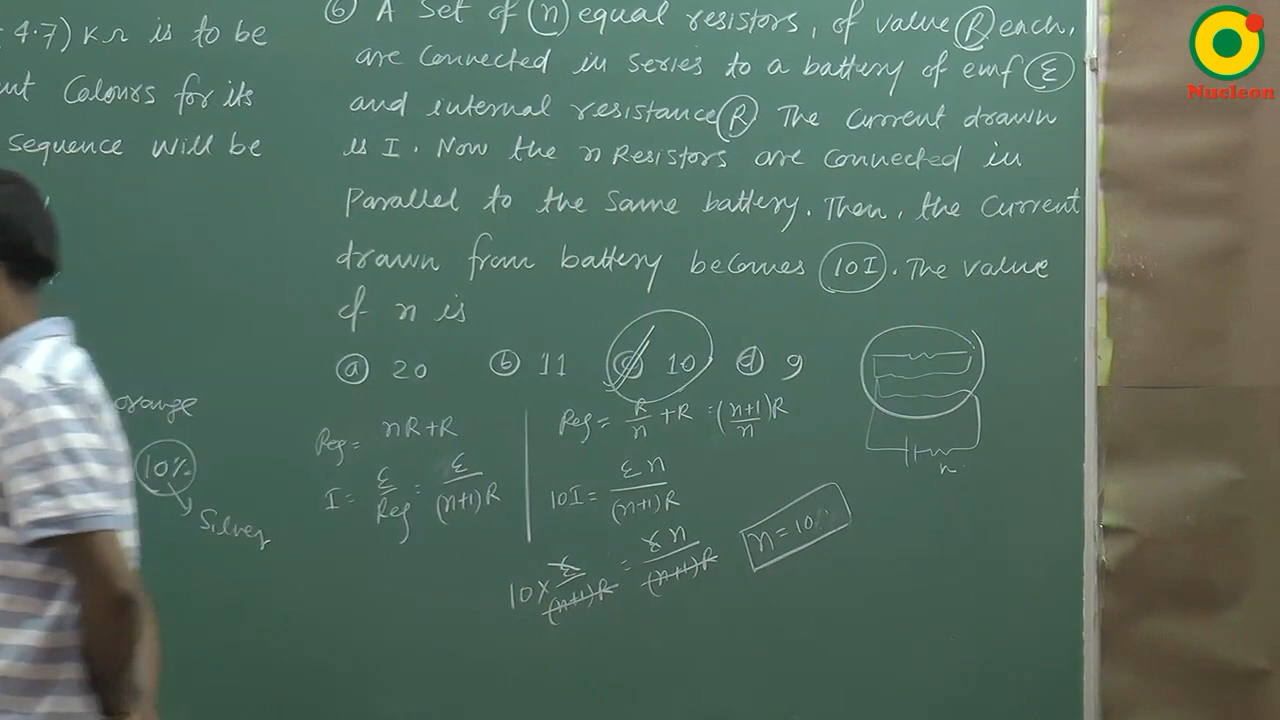 4.7) KΩ is to be
Colours for its
Sequence will be
orange
10%
Silver
⑥ A Set of (n) equal resistors, of value R each,
are connected in series to a battery of emf ε
and internal resistance R The current drawn
is I. Now the n Resistors are connected in
Parallel to the Same battery. Then, the Current
drawn from battery becomes 10I. The value
of n is
ⓐ 20 ⓑ 11 ⓒ 10 ⓓ 9
Req = nR+R
I = ε/Req = ε/(n+1)R
Req = R/n + R = (n+1/n)R
10I = εn/(n+1)R
10 × ε/(n+1)R = εn/(n+1)R
n = 10
Nucleon